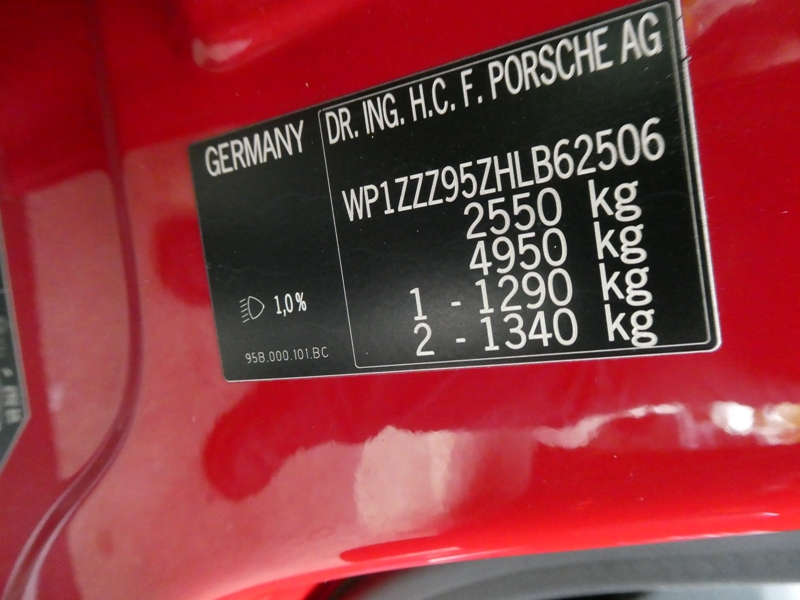 GERMANY
DR. ING. H.C. F. PORSCHE AG
WP1ZZZ95ZHLB62506
2550 kg
4950 kg
1 - 1290 kg
2 - 1340 kg
1,0%
95B.000.101.BC